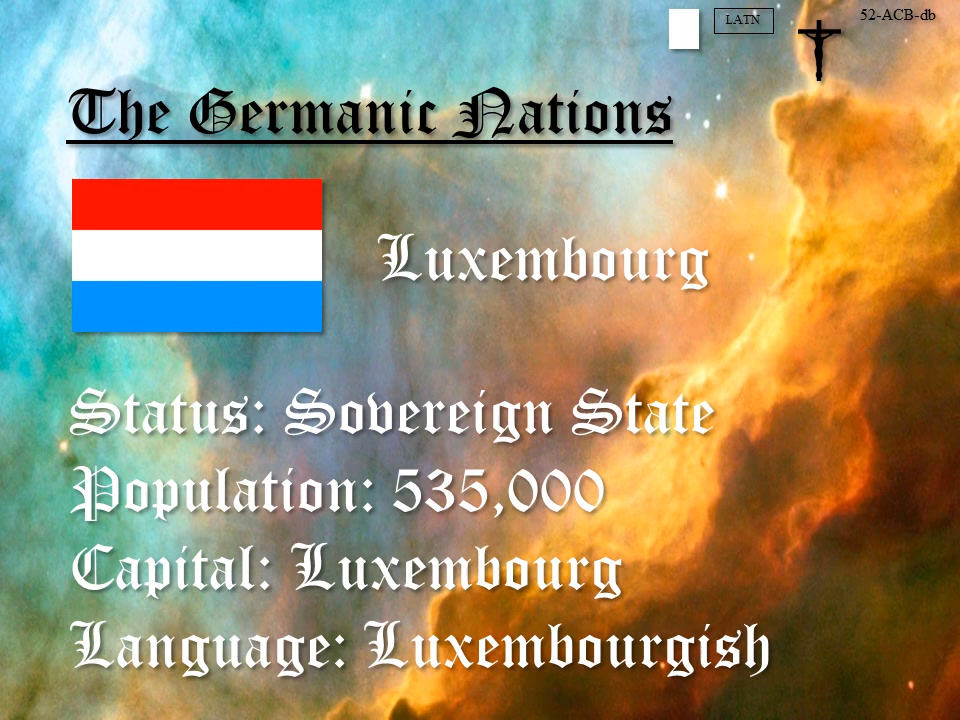 LATN
52-ACB-db
The Germanic Nations
Luxembourg
Status: Sovereign State
Population: 535,000
Capital: Luxembourg
Language: Luxembourgish